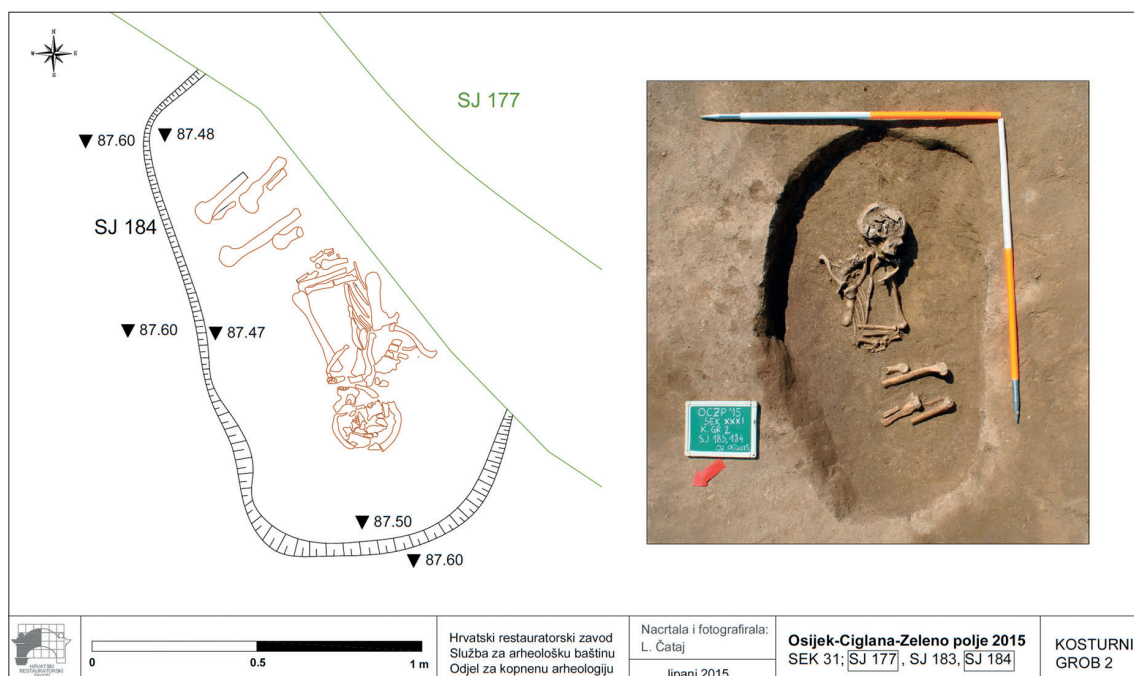 N
W E
S
SJ 177
87.60
87.48
SJ 184
87.60
87.47
87.50
87.60
OCZP '15
SEK XXXI
K. GR 2
SJ 183, 184
HRVATSKI
RESTAURATORSKI
ZAVOD
0 0.5 1 m
Hrvatski restauratorski zavod
Služba za arheološku baštinu
Odjel za kopnenu arheologiju
Nacrtala i fotografirala:
L. Čataj
lipanj 2015
Osijek-Ciglana-Zeleno polje 2015
SEK 31; SJ 177 , SJ 183, SJ 184
KOSTURNI
GROB 2